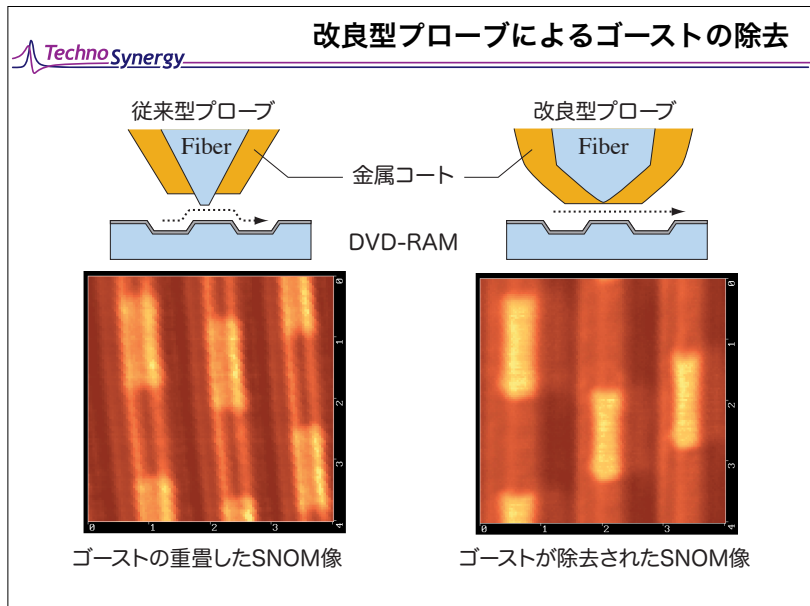 改良型プローブによるゴーストの除去
Techno Synergy
従来型プローブ
改良型プローブ
Fiber
Fiber
金属コート
DVD-RAM
0
1
2
3
4
0
1
2
3
0
1
2
3
4
0
1
2
3
ゴーストの重畳したSNOM像
ゴーストが除去されたSNOM像